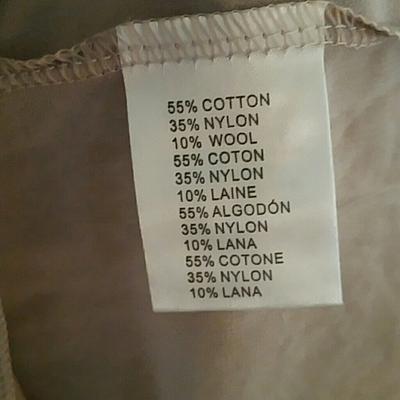 55% COTTON
35% NYLON
10% WOOL
55% COTON
35% NYLON
10% LAINE
55% ALGODÓN
35% NYLON
10% LANA
55% COTONE
35% NYLON
10% LANA